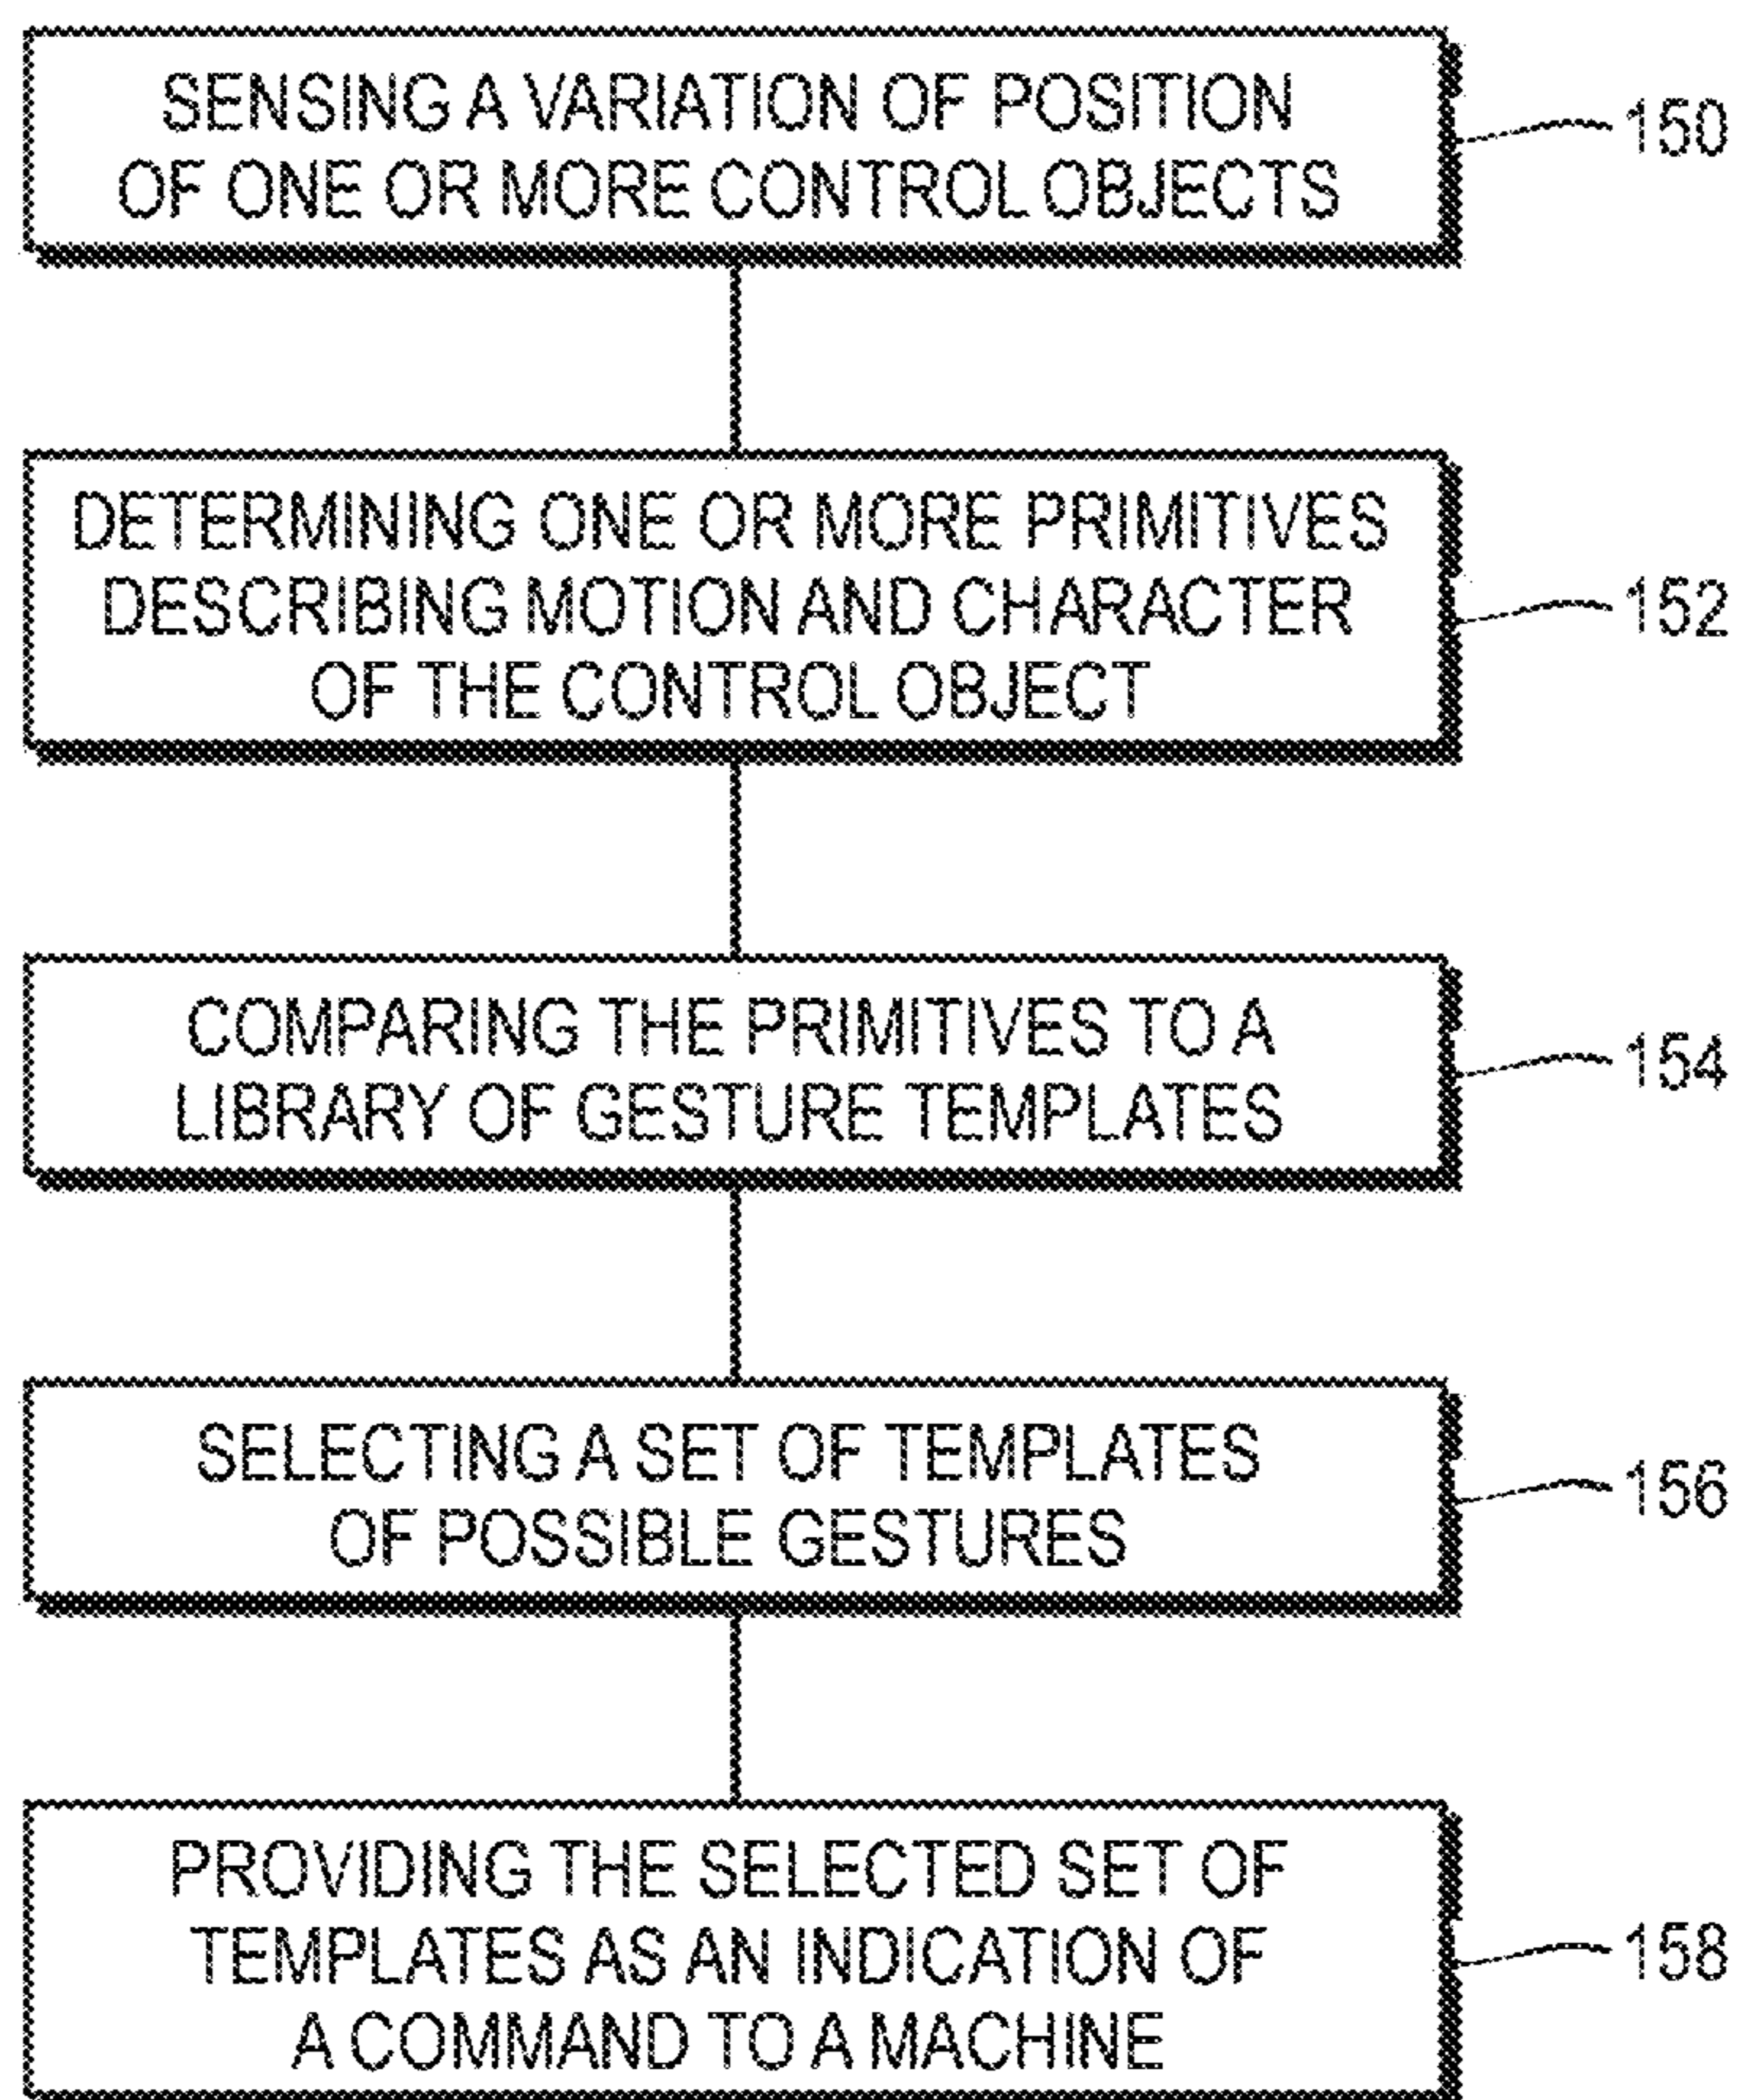 SENSING A VARIATION OF POSITION
OF ONE OR MORE CONTROL OBJECTS
150
DETERMINING ONE OR MORE PRIMITIVES
DESCRIBING MOTION AND CHARACTER
OF THE CONTROL OBJECT
152
COMPARING THE PRIMITIVES TO A
LIBRARY OF GESTURE TEMPLATES
154
SELECTING A SET OF TEMPLATES
OF POSSIBLE GESTURES
156
PROVIDING THE SELECTED SET OF
TEMPLATES AS AN INDICATION OF
A COMMAND TO A MACHINE
158